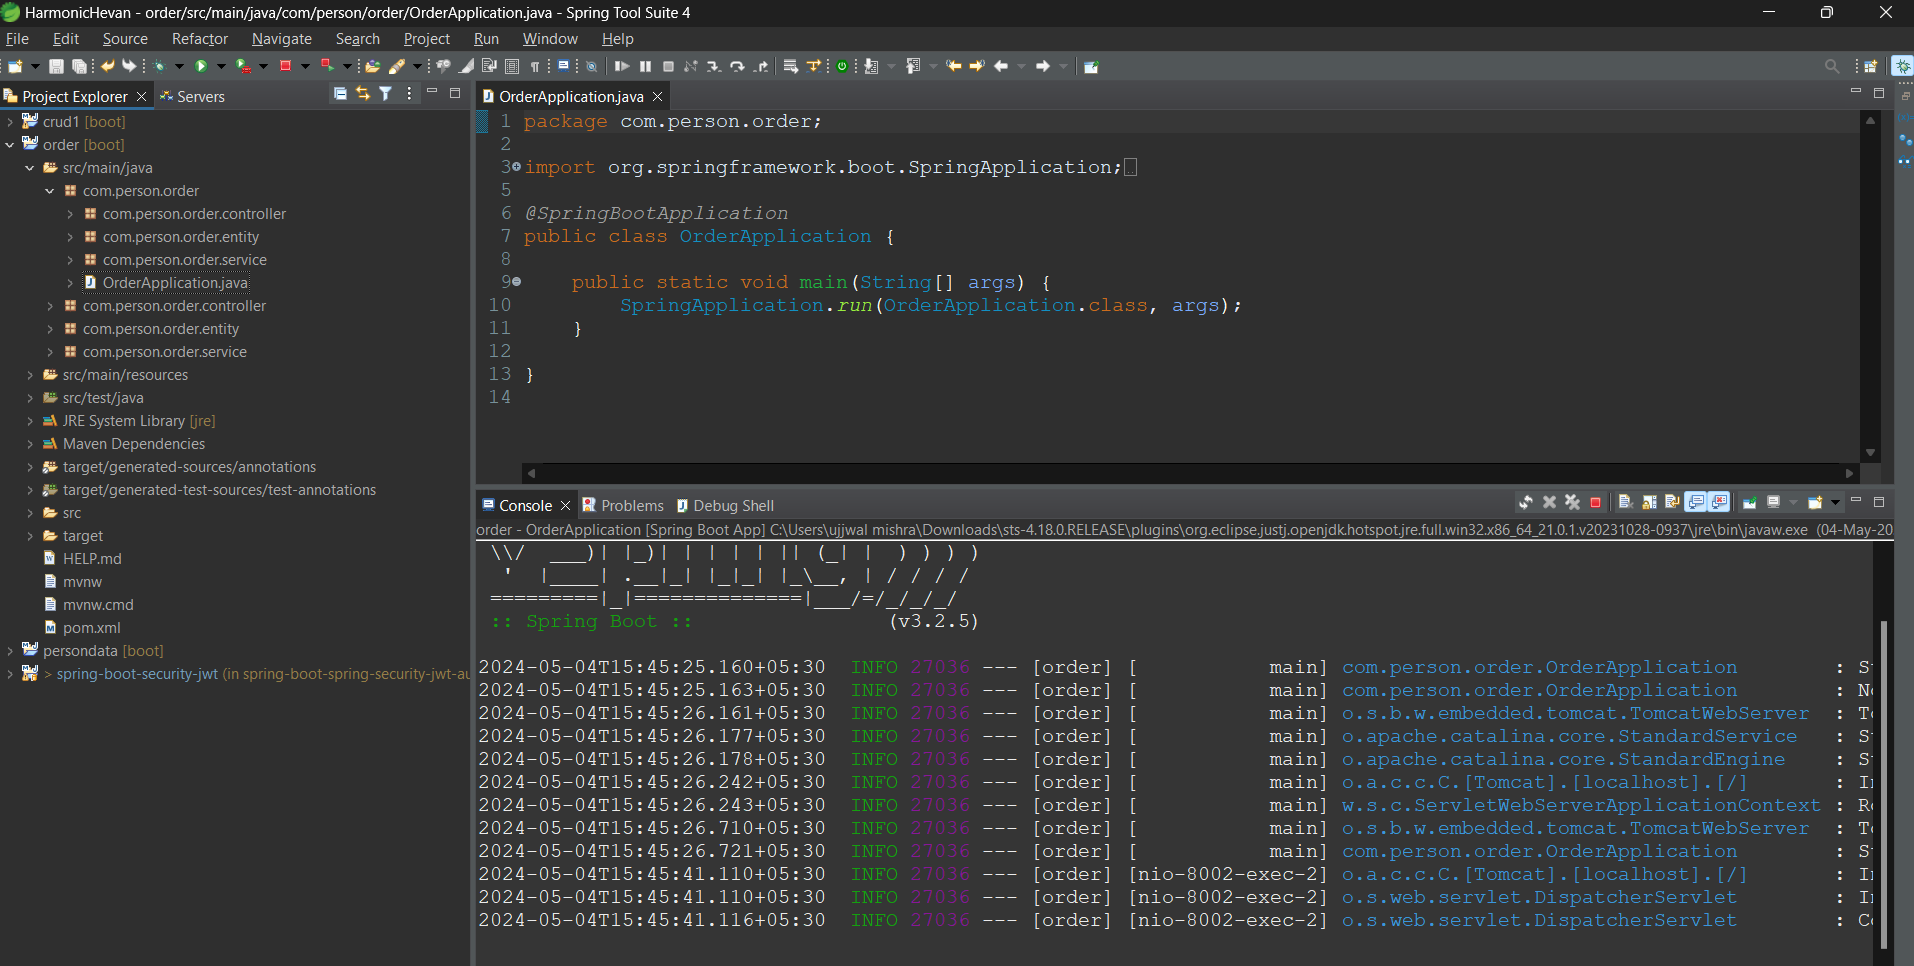 HarmonicHevan - order/src/main/java/com/person/order/OrderApplication.java - Spring Tool Suite 4
File Edit Source Refactor Navigate Search Project Run Window Help
Project Explorer Servers
crud1 [boot]
order [boot]
src/main/java
com.person.order
com.person.order.controller
com.person.order.entity
com.person.order.service
OrderApplication.java
com.person.order.controller
com.person.order.entity
com.person.order.service
src/main/resources
src/test/java
JRE System Library [jre]
Maven Dependencies
target/generated-sources/annotations
target/generated-test-sources/test-annotations
src
target
HELP.md
mvnw
mvnw.cmd
pom.xml
persondata [boot]
> spring-boot-security-jwt (in spring-boot-spring-security-jwt-au
OrderApplication.java
1 package com.person.order;
2
3 import org.springframework.boot.SpringApplication;
5
6 @SpringBootApplication
7 public class OrderApplication {
8
9 public static void main(String[] args) {
10 SpringApplication.run(OrderApplication.class, args);
11 }
12
13 }
14
Console Problems Debug Shell
order - OrderApplication [Spring Boot App] C:\Users\ujjwal mishra\Downloads\sts-4.18.0.RELEASE\plugins\org.eclipse.justj.openjdk.hotspot.jre.full.win32.x86_64_21.0.1.v20231028-0937\jre\bin\javaw.exe (04-May-20
\\/  ___)| |_)| | | | | || (_| |  ) ) ) )
'  |____| .__|_| |_|_| |_\__, | / / / /
=========|_|==============|___/=/_/_/_/
:: Spring Boot :: (v3.2.5)
2024-05-04T15:45:25.160+05:30 INFO 27036 --- [order] [ main] com.person.order.OrderApplication : S
2024-05-04T15:45:25.163+05:30 INFO 27036 --- [order] [ main] com.person.order.OrderApplication : N
2024-05-04T15:45:26.161+05:30 INFO 27036 --- [order] [ main] o.s.b.w.embedded.tomcat.TomcatWebServer : T
2024-05-04T15:45:26.177+05:30 INFO 27036 --- [order] [ main] o.apache.catalina.core.StandardService : S
2024-05-04T15:45:26.178+05:30 INFO 27036 --- [order] [ main] o.apache.catalina.core.StandardEngine : S
2024-05-04T15:45:26.242+05:30 INFO 27036 --- [order] [ main] o.a.c.c.C.[Tomcat].[localhost].[/] : I
2024-05-04T15:45:26.243+05:30 INFO 27036 --- [order] [ main] w.s.c.ServletWebServerApplicationContext : R
2024-05-04T15:45:26.710+05:30 INFO 27036 --- [order] [ main] o.s.b.w.embedded.tomcat.TomcatWebServer : T
2024-05-04T15:45:26.721+05:30 INFO 27036 --- [order] [ main] com.person.order.OrderApplication : S
2024-05-04T15:45:41.110+05:30 INFO 27036 --- [order] [nio-8002-exec-2] o.a.c.c.C.[Tomcat].[localhost].[/] : I
2024-05-04T15:45:41.110+05:30 INFO 27036 --- [order] [nio-8002-exec-2] o.s.web.servlet.DispatcherServlet : I
2024-05-04T15:45:41.116+05:30 INFO 27036 --- [order] [nio-8002-exec-2] o.s.web.servlet.DispatcherServlet : C